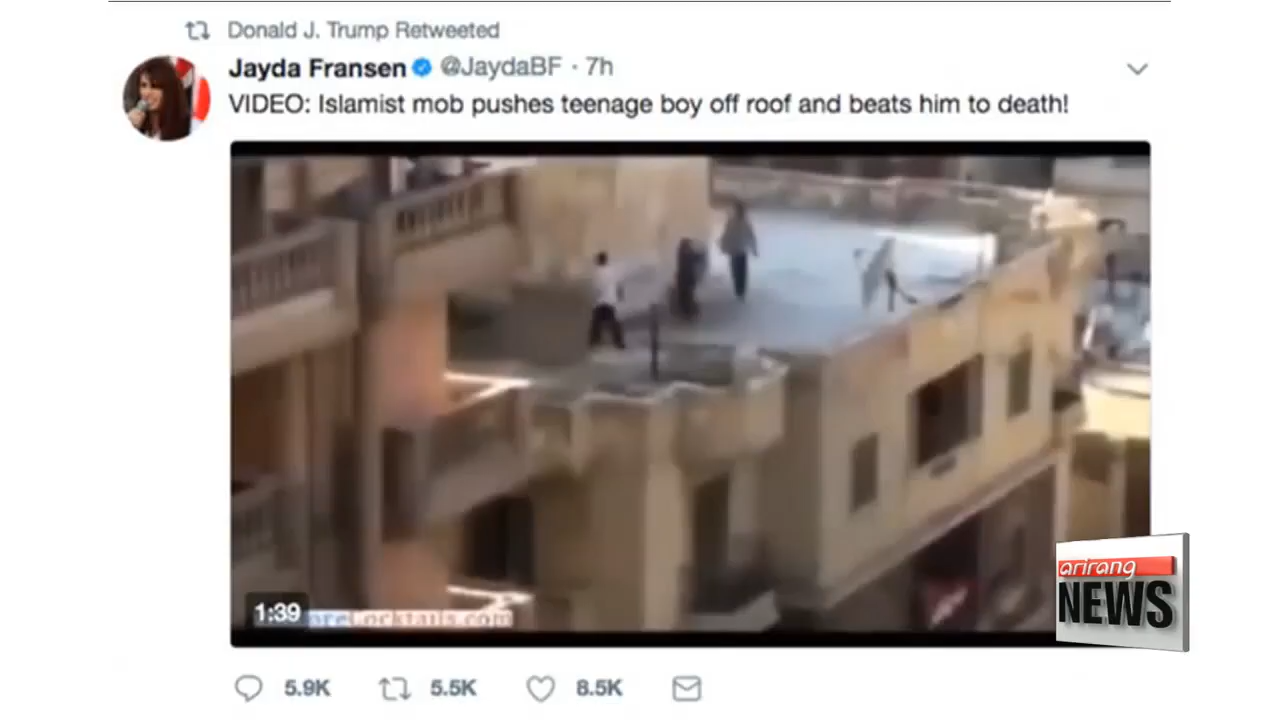 Donald J. Trump Retweeted
Jayda Fransen @JaydaBF · 7h
VIDEO: Islamist mob pushes teenage boy off roof and beats him to death!
1:39
arirang
NEWS
5.9K 5.5K 8.5K